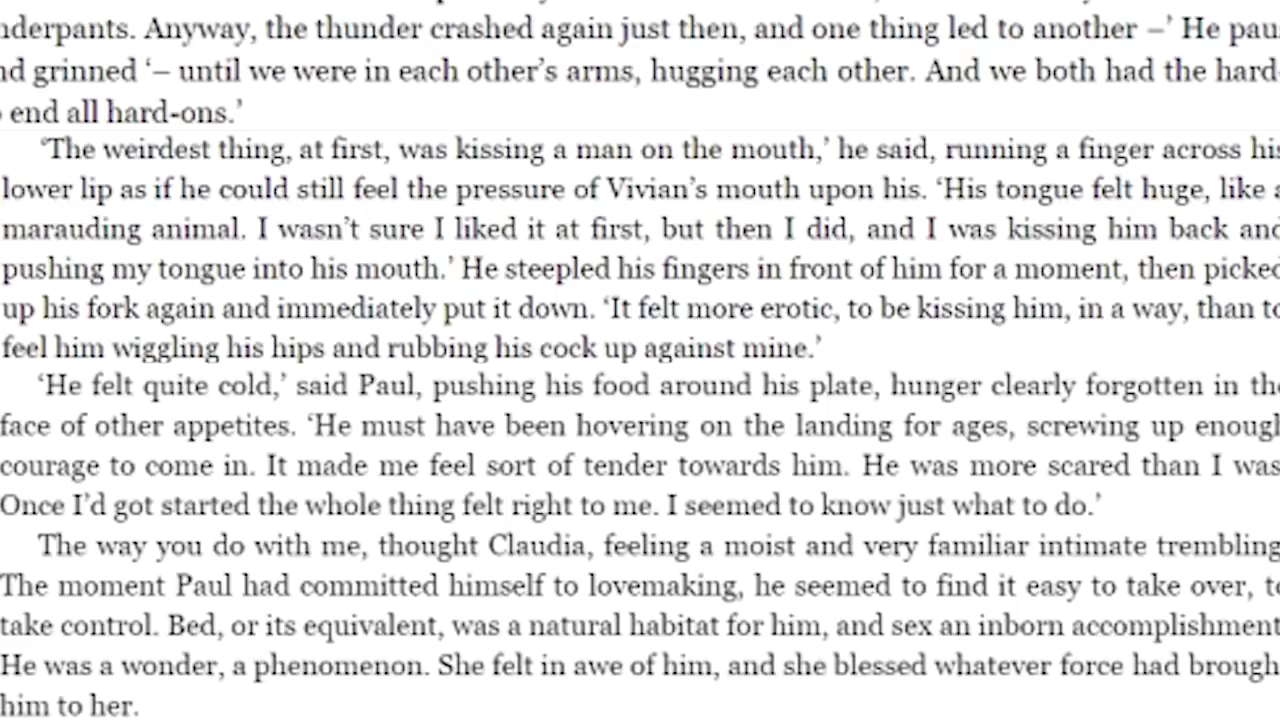 nderpants. Anyway, the thunder crashed again just then, and one thing led to another –’ He pau
nd grinned ‘– until we were in each other’s arms, hugging each other. And we both had the hard-
end all hard-ons.’
‘The weirdest thing, at first, was kissing a man on the mouth,’ he said, running a finger across his
lower lip as if he could still feel the pressure of Vivian’s mouth upon his. ‘His tongue felt huge, like a
marauding animal. I wasn’t sure I liked it at first, but then I did, and I was kissing him back and
pushing my tongue into his mouth.’ He steepled his fingers in front of him for a moment, then picked
up his fork again and immediately put it down. ‘It felt more erotic, to be kissing him, in a way, than to
feel him wiggling his hips and rubbing his cock up against mine.’
‘He felt quite cold,’ said Paul, pushing his food around his plate, hunger clearly forgotten in the
face of other appetites. ‘He must have been hovering on the landing for ages, screwing up enough
courage to come in. It made me feel sort of tender towards him. He was more scared than I was
Once I’d got started the whole thing felt right to me. I seemed to know just what to do.’
The way you do with me, thought Claudia, feeling a moist and very familiar intimate trembling
The moment Paul had committed himself to lovemaking, he seemed to find it easy to take over, to
take control. Bed, or its equivalent, was a natural habitat for him, and sex an inborn accomplishment
He was a wonder, a phenomenon. She felt in awe of him, and she blessed whatever force had brough
him to her.